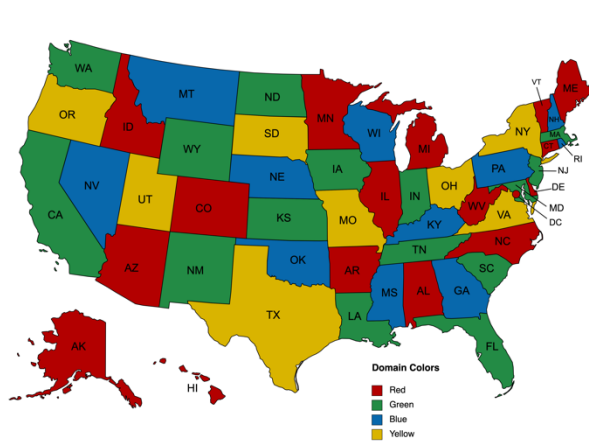 WA
MT
ND
MN
VT
ME
OR
ID
SD
WI
MI
NY
NH
MA
CT
RI
WY
NE
IA
PA
NJ
NV
UT
CO
KS
MO
IL
IN
OH
WV
VA
DE
MD
DC
CA
KY
AZ
NM
OK
AR
TN
NC
SC
TX
LA
MS
AL
GA
FL
AK
HI
Domain Colors
Red
Green
Blue
Yellow